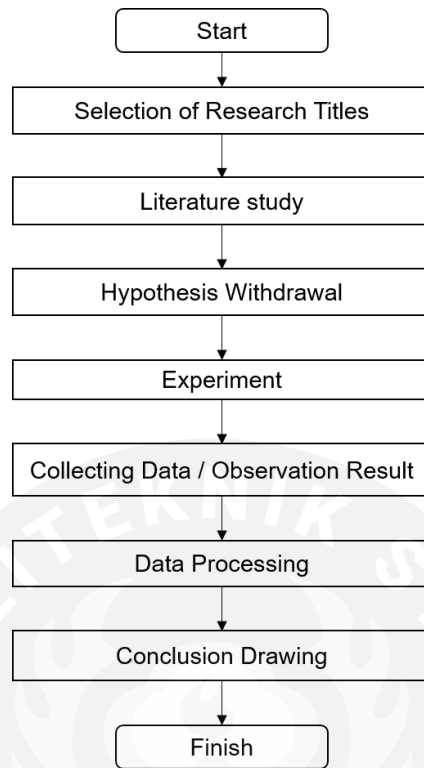 Start
Selection of Research Titles
Literature study
Hypothesis Withdrawal
Experiment
Collecting Data / Observation Result
LITEKNIK S
Data Processing
Conclusion Drawing
Finish